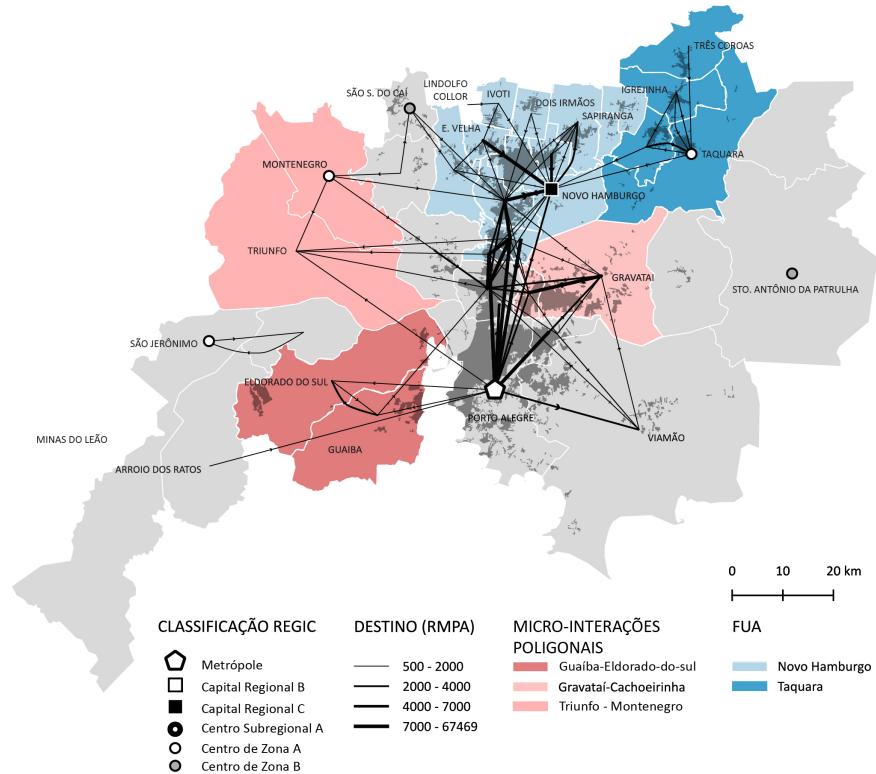 TRÊS COROAS
LINDOLFO
COLLOR
IVOTI
IGREJINHA
SÃO S. DO CAÍ
DOIS IRMÃOS
SAPIRANGA
E. VELHA
MONTENEGRO
TAQUARA
NOVO HAMBURGO
TRIUNFO
GRAVATAI
STO. ANTÔNIO DA PATRULHA
SÃO JERÔNIMO
ELDORADO DO SUL
PORTO ALEGRE
VIAMÃO
MINAS DO LEÃO
GUAIBA
ARROIO DOS RATOS
0 10 20 km
CLASSIFICAÇÃO REGIC
Metrópole
Capital Regional B
Capital Regional C
Centro Subregional A
Centro de Zona A
Centro de Zona B
DESTINO (RMPA)
500 - 2000
2000 - 4000
4000 - 7000
7000 - 67469
MICRO-INTERAÇÕES
POLIGONAIS
Guaíba-Eldorado-do-sul
Gravataí-Cachoeirinha
Triunfo - Montenegro
FUA
Novo Hamburgo
Taquara